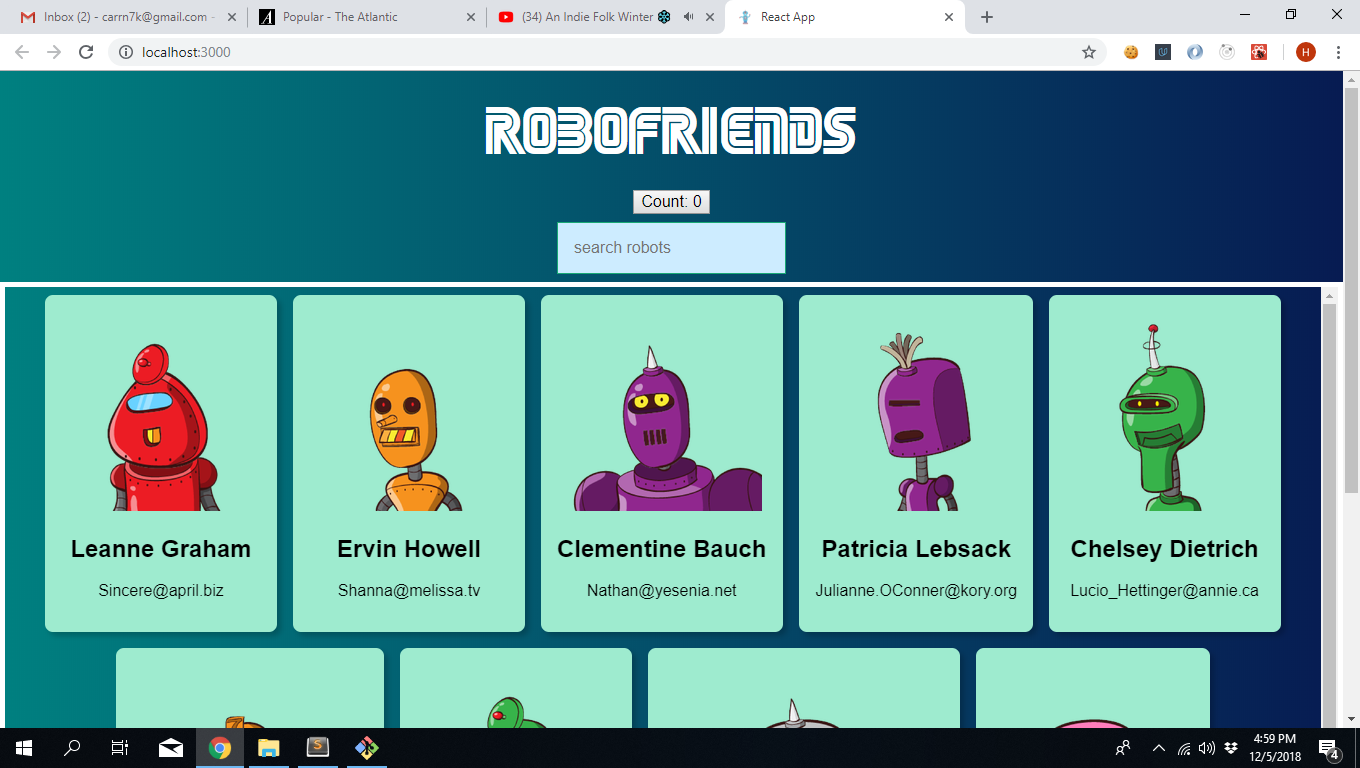 Inbox (2) - carrn7k@gmail.com -
Popular - The Atlantic
(34) An Indie Folk Winter
React App
localhost:3000
H
ROBOFRIENDS
Count: 0
search robots
Leanne Graham
Ervin Howell
Clementine Bauch
Patricia Lebsack
Chelsey Dietrich
Sincere@april.biz
Shanna@melissa.tv
Nathan@yesenia.net
Julianne.OConner@kory.org
Lucio_Hettinger@annie.ca
4:59 PM
12/5/2018
4